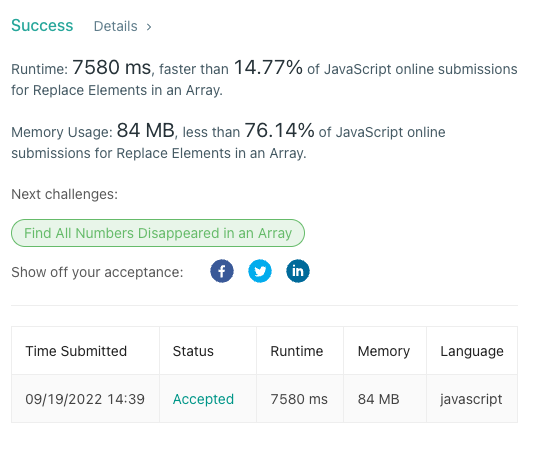 Success Details >
Runtime: 7580 ms, faster than 14.77% of JavaScript online submissions
for Replace Elements in an Array.
Memory Usage: 84 MB, less than 76.14% of JavaScript online
submissions for Replace Elements in an Array.
Next challenges:
Find All Numbers Disappeared in an Array
Show off your acceptance: f in
Time Submitted Status Runtime Memory Language
09/19/2022 14:39 Accepted 7580 ms 84 MB javascript